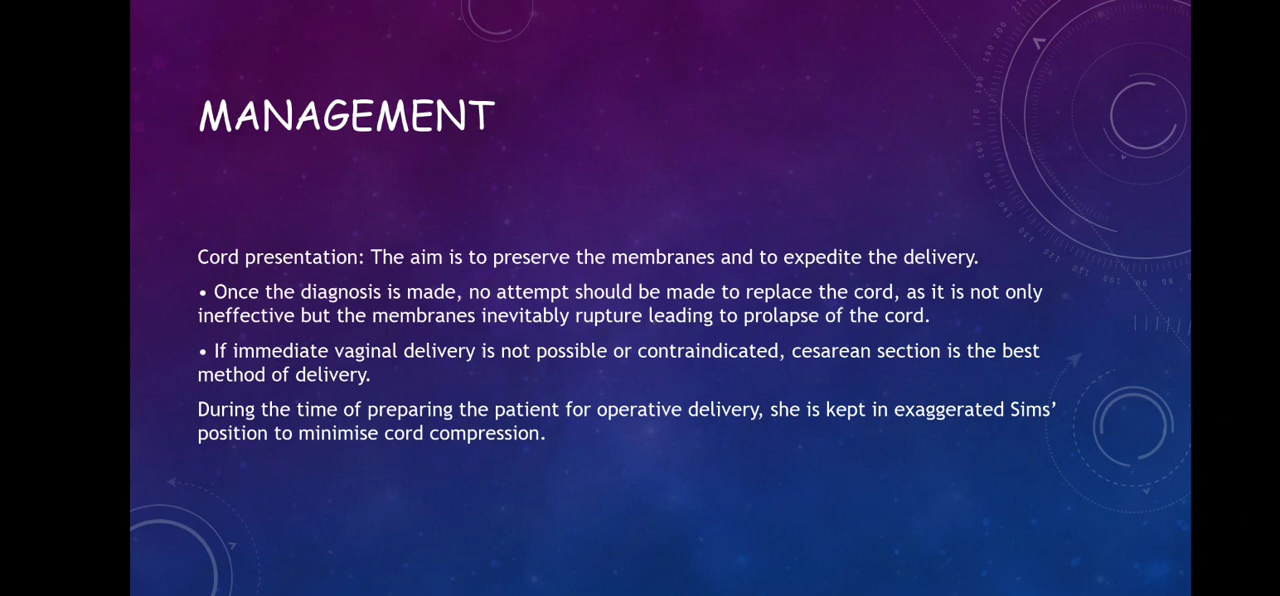 MANAGEMENT
Cord presentation: The aim is to preserve the membranes and to expedite the delivery.
• Once the diagnosis is made, no attempt should be made to replace the cord, as it is not only
ineffective but the membranes inevitably rupture leading to prolapse of the cord.
• If immediate vaginal delivery is not possible or contraindicated, cesarean section is the best
method of delivery.
During the time of preparing the patient for operative delivery, she is kept in exaggerated Sims’
position to minimise cord compression.